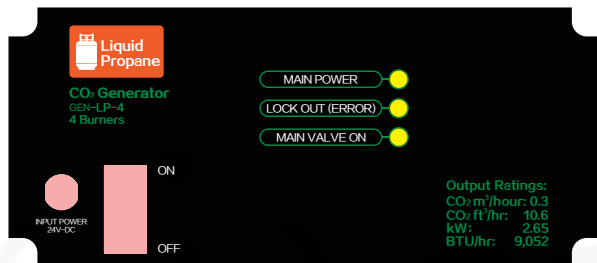 Liquid
Propane
CO₂ Generator
GEN-LP-4
4 Burners
MAIN POWER
LOCK OUT (ERROR)
MAIN VALVE ON
ON
INPUT POWER
24V-DC
OFF
Output Ratings:
CO₂ m³/hour: 0.3
CO₂ ft³/hr: 10.6
kW: 2.65
BTU/hr: 9,052